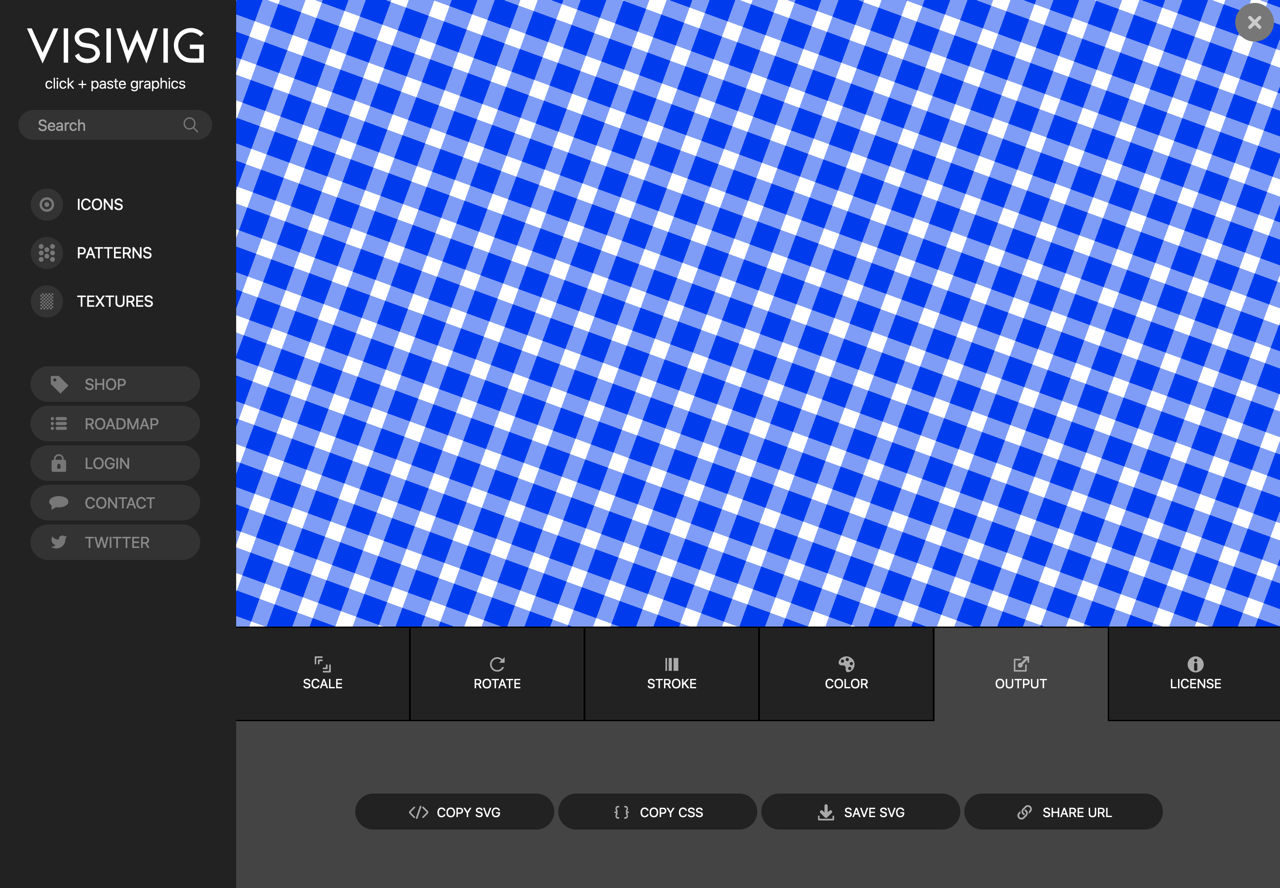 VISIWIG
click + paste graphics
Search
ICONS
PATTERNS
TEXTURES
SHOP
ROADMAP
LOGIN
CONTACT
TWITTER
SCALE
ROTATE
STROKE
COLOR
OUTPUT
LICENSE
COPY SVG
COPY CSS
SAVE SVG
SHARE URL